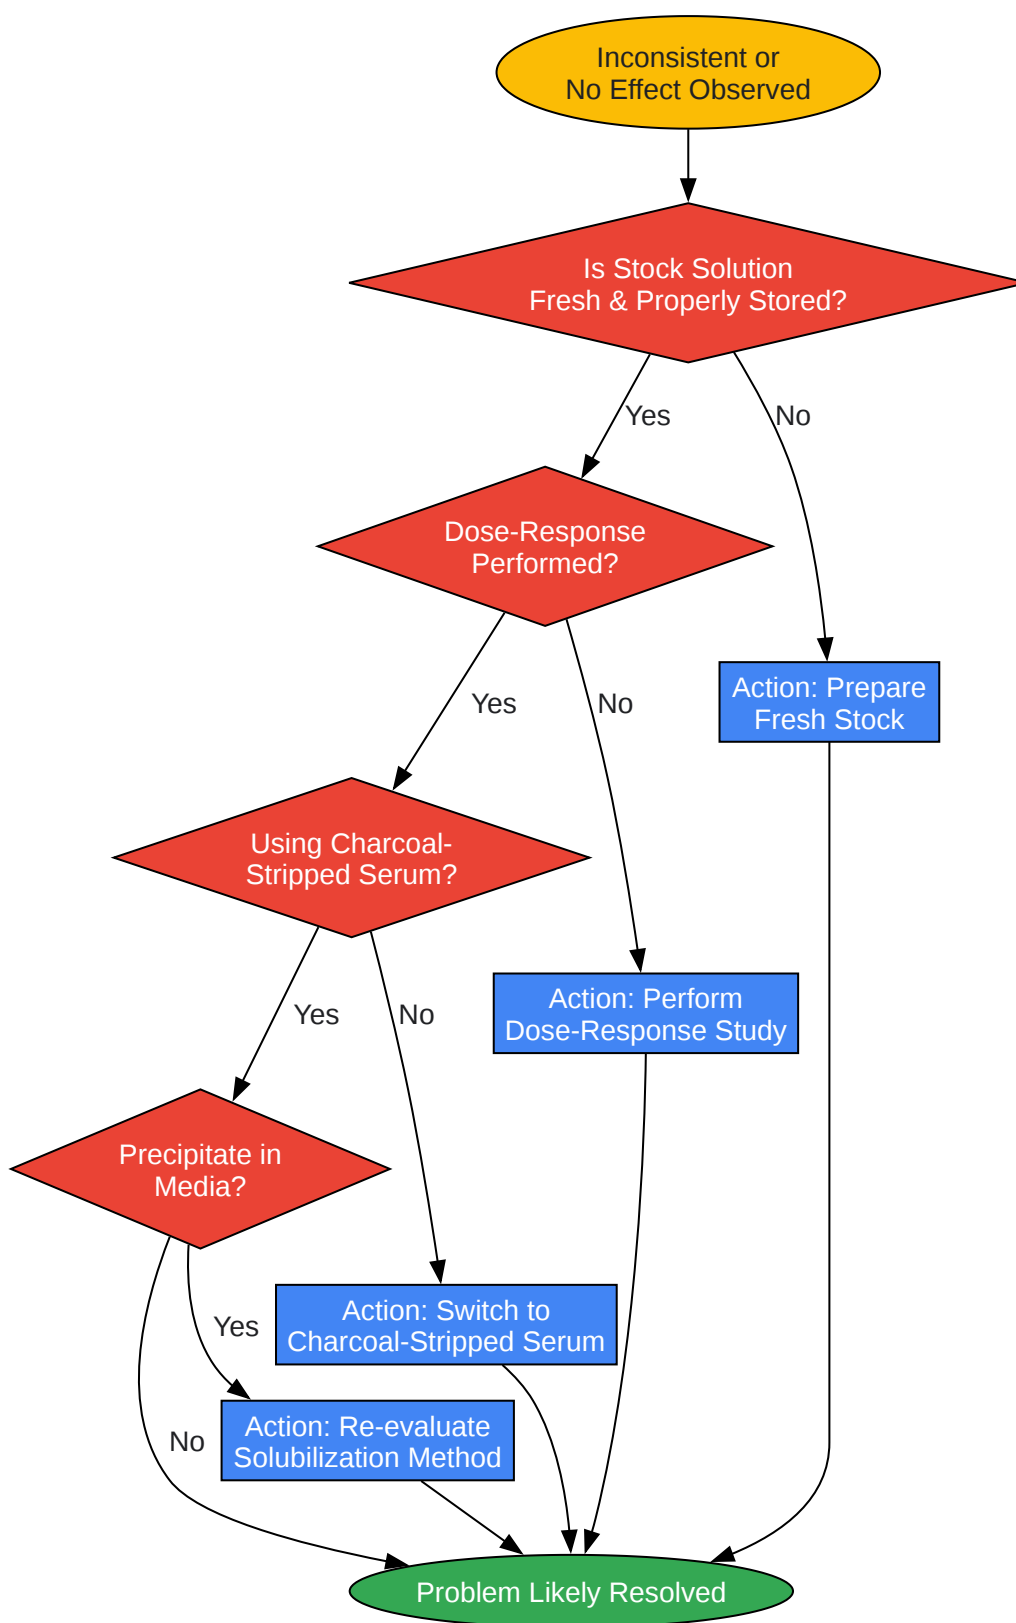 Inconsistent or
No Effect Observed
Is Stock Solution
Fresh & Properly Stored?
Yes
No
Dose-Response
Performed?
Action: Prepare
Fresh Stock
Yes
No
Using Charcoal-
Stripped Serum?
Action: Perform
Dose-Response Study
Yes
No
Precipitate in
Media?
Action: Switch to
Charcoal-Stripped Serum
Yes
Action: Re-evaluate
Solubilization Method
No
Problem Likely Resolved